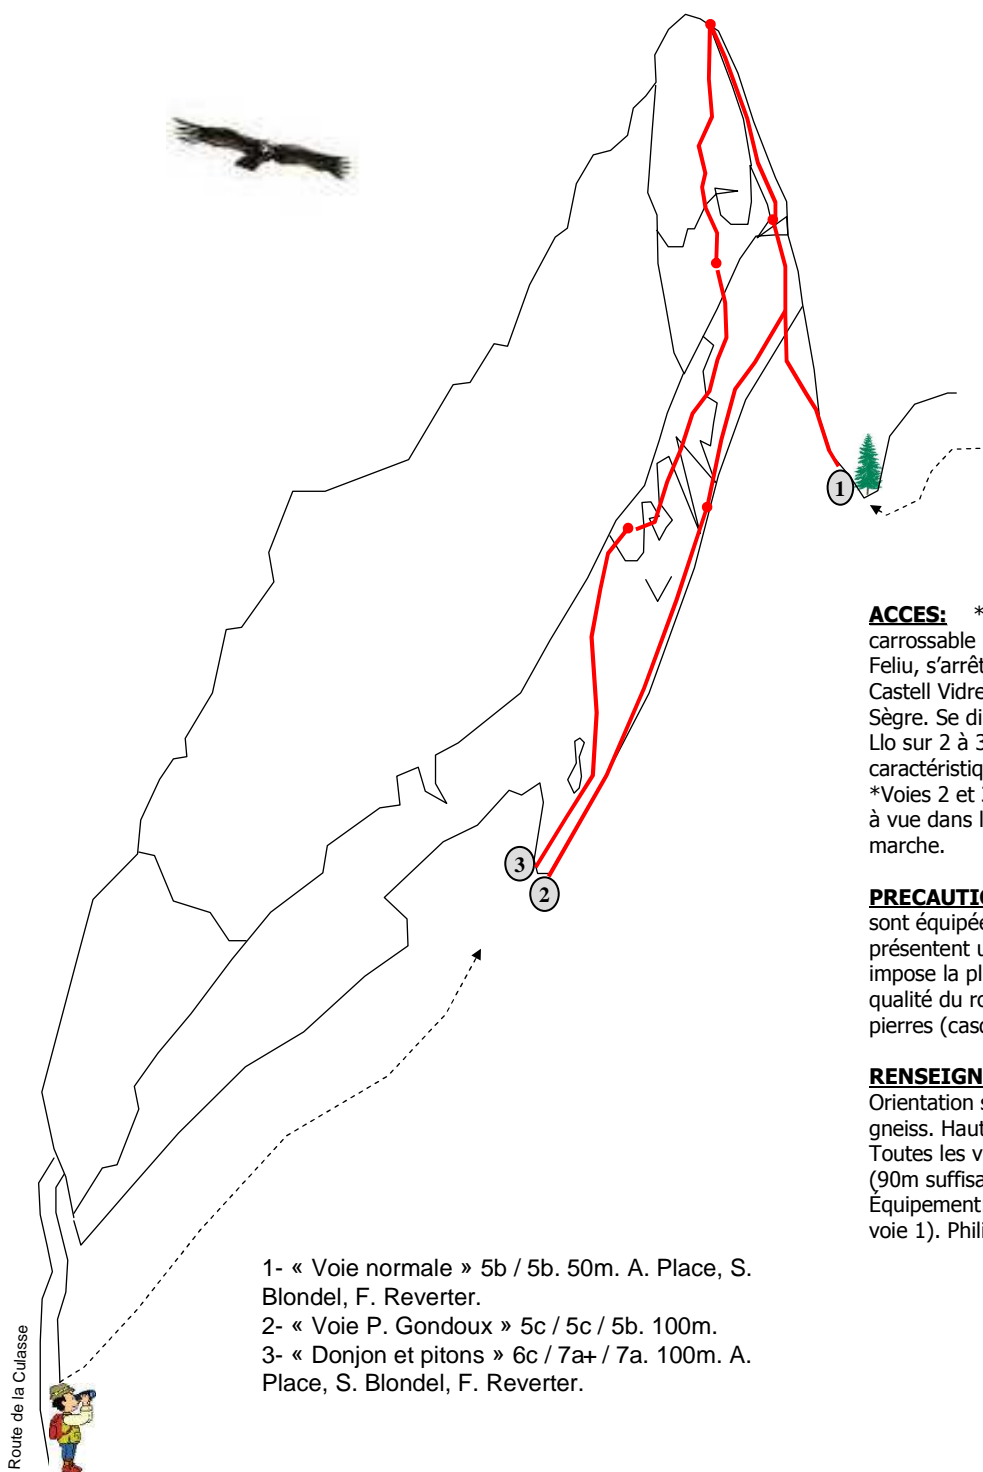 1
3
2
ACCES: *
carrossable
Feliu, s'arrêt
Castell Vidre
Sègre. Se di
Llo sur 2 à 3
caractéristiq
*Voies 2 et 3
à vue dans l
marche.
PRECAUTIO
sont équipée
présentent u
impose la pl
qualité du ro
pierres (casq
RENSEIGN
Orientation s
gneiss. Haut
Toutes les v
(90m suffisa
Équipement
voie 1). Phili
1- « Voie normale » 5b / 5b. 50m. A. Place, S.
Blondel, F. Reverter.
2- « Voie P. Gondoux » 5c / 5c / 5b. 100m.
3- « Donjon et pitons » 6c / 7a+ / 7a. 100m. A.
Place, S. Blondel, F. Reverter.
Route de la Culasse